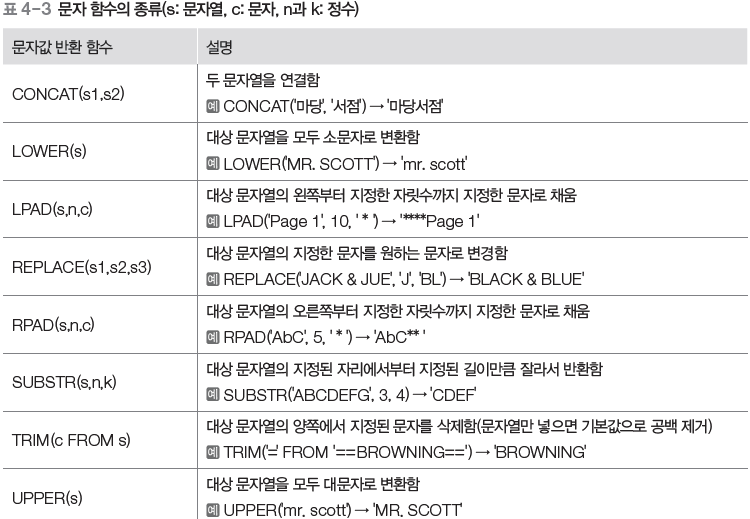 표 4-3 문자 함수의 종류(s: 문자열, c: 문자, n과 k: 정수)
문자값 반환 함수 설명
CONCAT(s1,s2)
두 문자열을 연결함
예 CONCAT('마당', '서점') → '마당서점'
LOWER(s)
대상 문자열을 모두 소문자로 변환함
예 LOWER('MR. SCOTT') → 'mr. scott'
LPAD(s,n,c)
대상 문자열의 왼쪽부터 지정한 자릿수까지 지정한 문자로 채움
예 LPAD('Page 1', 10, ' * ') → '****Page 1'
REPLACE(s1,s2,s3)
대상 문자열의 지정한 문자를 원하는 문자로 변경함
예 REPLACE('JACK & JUE', 'J', 'BL') → 'BLACK & BLUE'
RPAD(s,n,c)
대상 문자열의 오른쪽부터 지정한 자릿수까지 지정한 문자로 채움
예 RPAD('AbC', 5, ' * ') → 'AbC** '
SUBSTR(s,n,k)
대상 문자열의 지정된 자리에서부터 지정된 길이만큼 잘라서 반환함
예 SUBSTR('ABCDEFG', 3, 4) → 'CDEF'
TRIM(c FROM s)
대상 문자열의 양쪽에서 지정된 문자를 삭제함(문자열만 넣으면 기본값으로 공백 제거)
예 TRIM('=' FROM '==BROWNING==') → 'BROWNING'
UPPER(s)
대상 문자열을 모두 대문자로 변환함
예 UPPER('mr. scott') → 'MR. SCOTT'